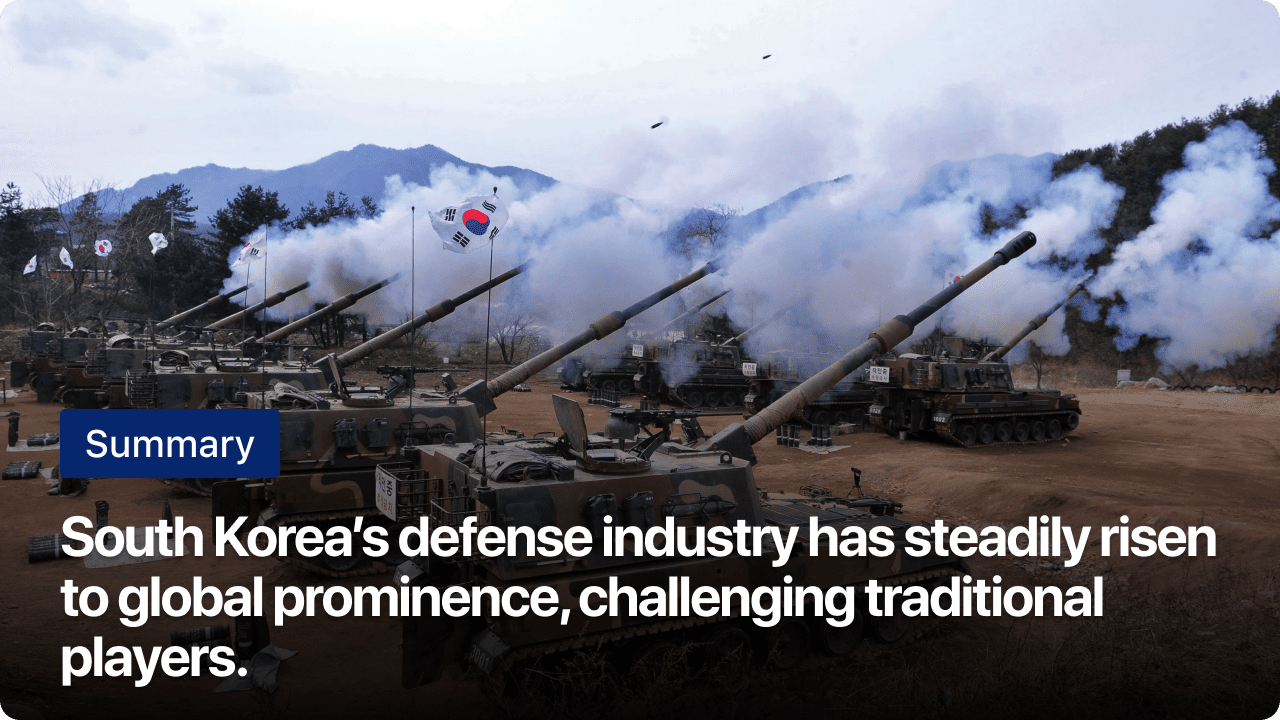 Summary
South Korea’s defense industry has steadily risen
to global prominence, challenging traditional
players.